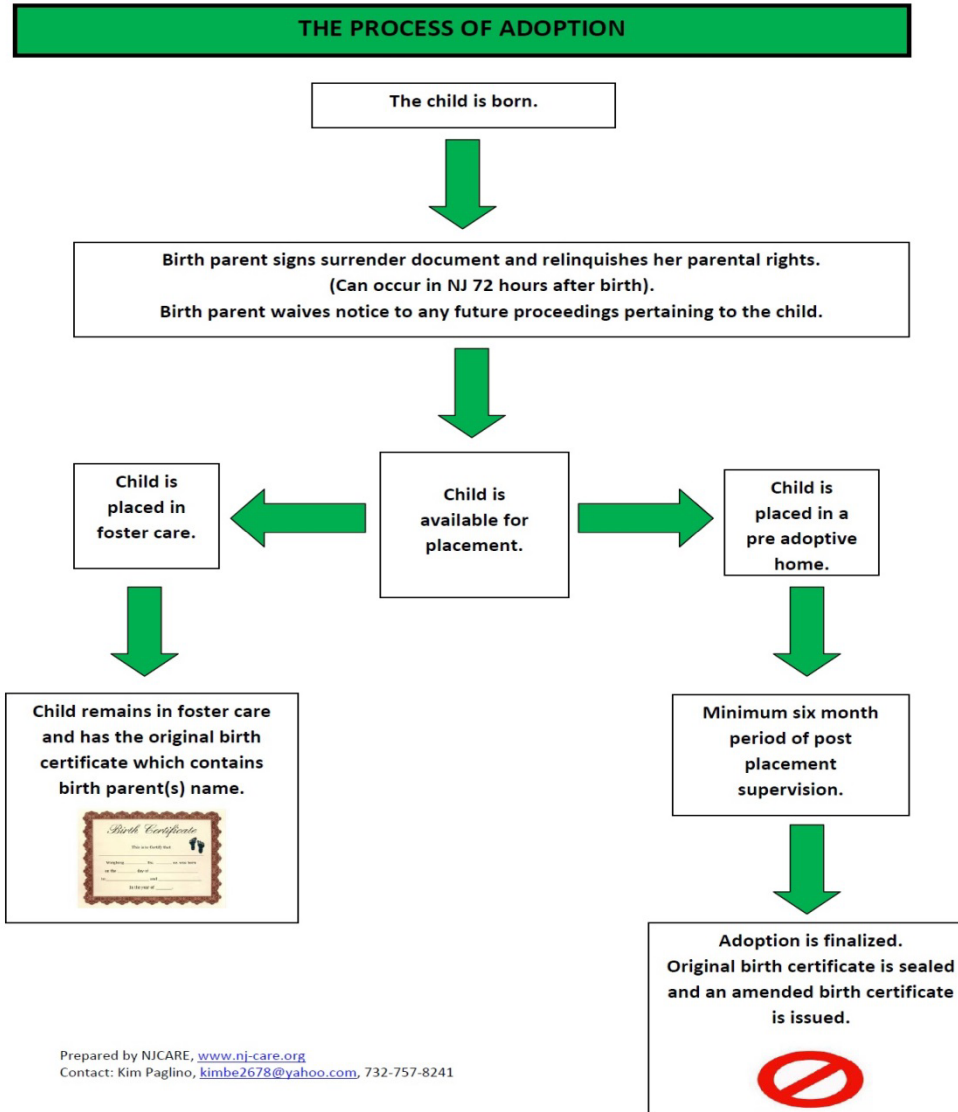 THE PROCESS OF ADOPTION
The child is born.
Birth parent signs surrender document and relinquishes her parental rights.
(Can occur in NJ 72 hours after birth).
Birth parent waives notice to any future proceedings pertaining to the child.
Child is
placed in
foster care.
Child is
available for
placement.
Child is
placed in a
pre adoptive
home.
Child remains in foster care
and has the original birth
certificate which contains
birth parent(s) name.
Birth Certificate
Minimum six month
period of post
placement
supervision.
Adoption is finalized.
Original birth certificate is sealed
and an amended birth certificate
is issued.
Prepared by NJCARE, www.nj-care.org
Contact: Kim Paglino, kimbe2678@yahoo.com, 732-757-8241